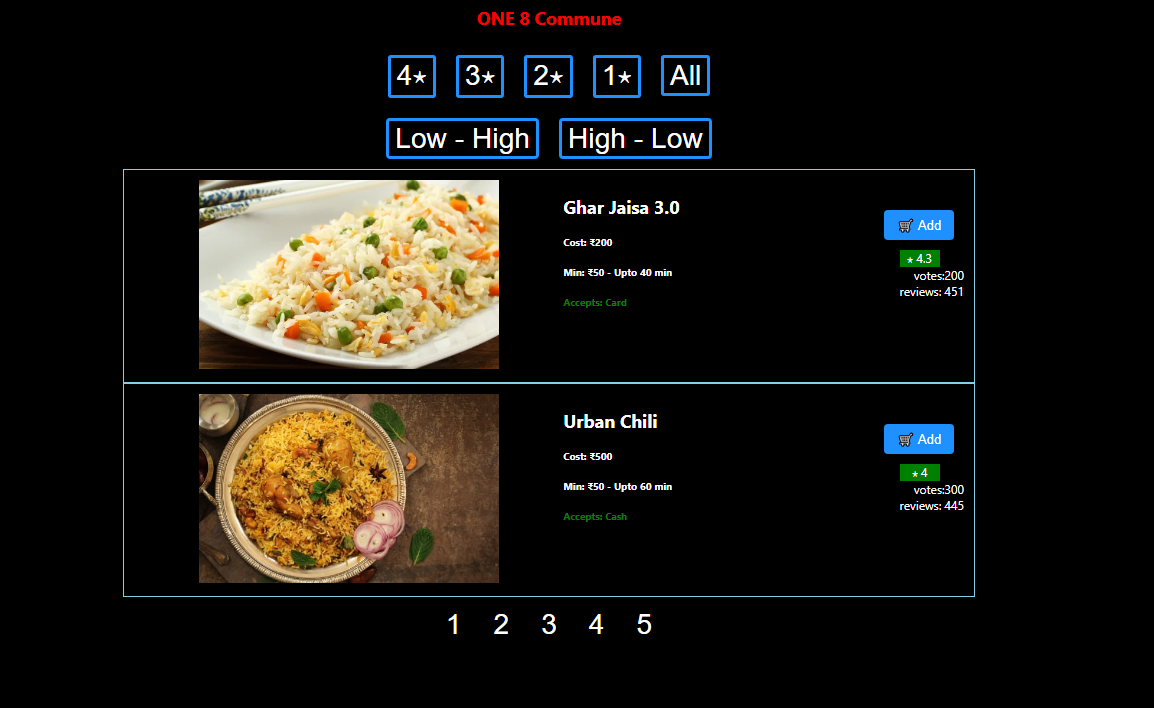 ONE 8 Commune
4★ 3★ 2★ 1★ All
Low - High High - Low
Ghar Jaisa 3.0
Cost: ₹200
Min: ₹50 - Upto 40 min
Accepts: Card
🛒 Add
★ 4.3
votes:200
reviews: 451
Urban Chili
Cost: ₹500
Min: ₹50 - Upto 60 min
Accepts: Cash
🛒 Add
★ 4
votes:300
reviews: 445
1 2 3 4 5